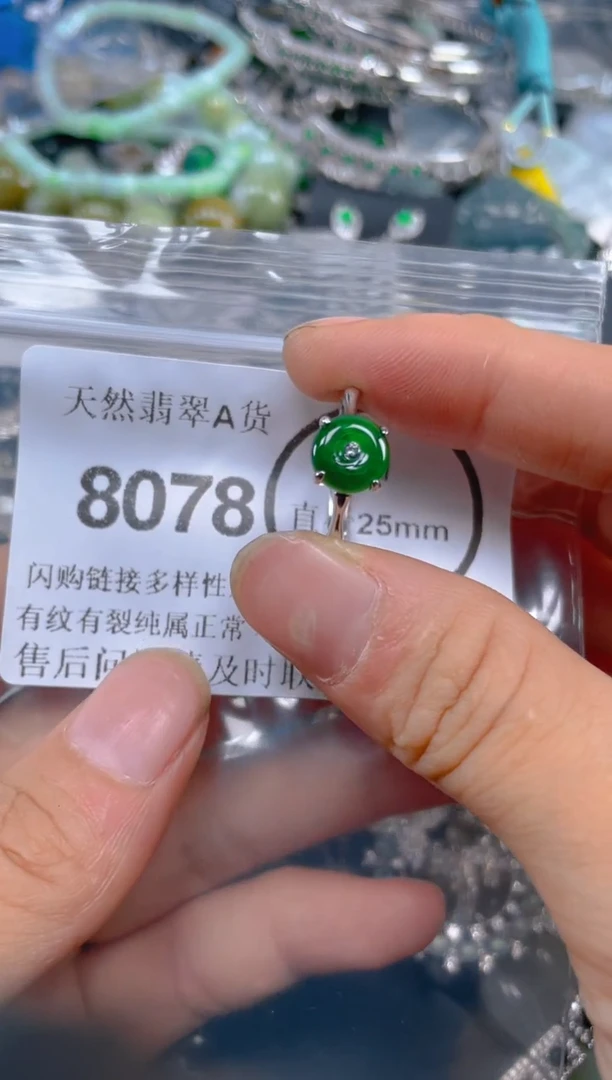 天然翡翠A货
8078
直 25mm
闪购链接多样性
有纹有裂纯属正常
售后问 及时联